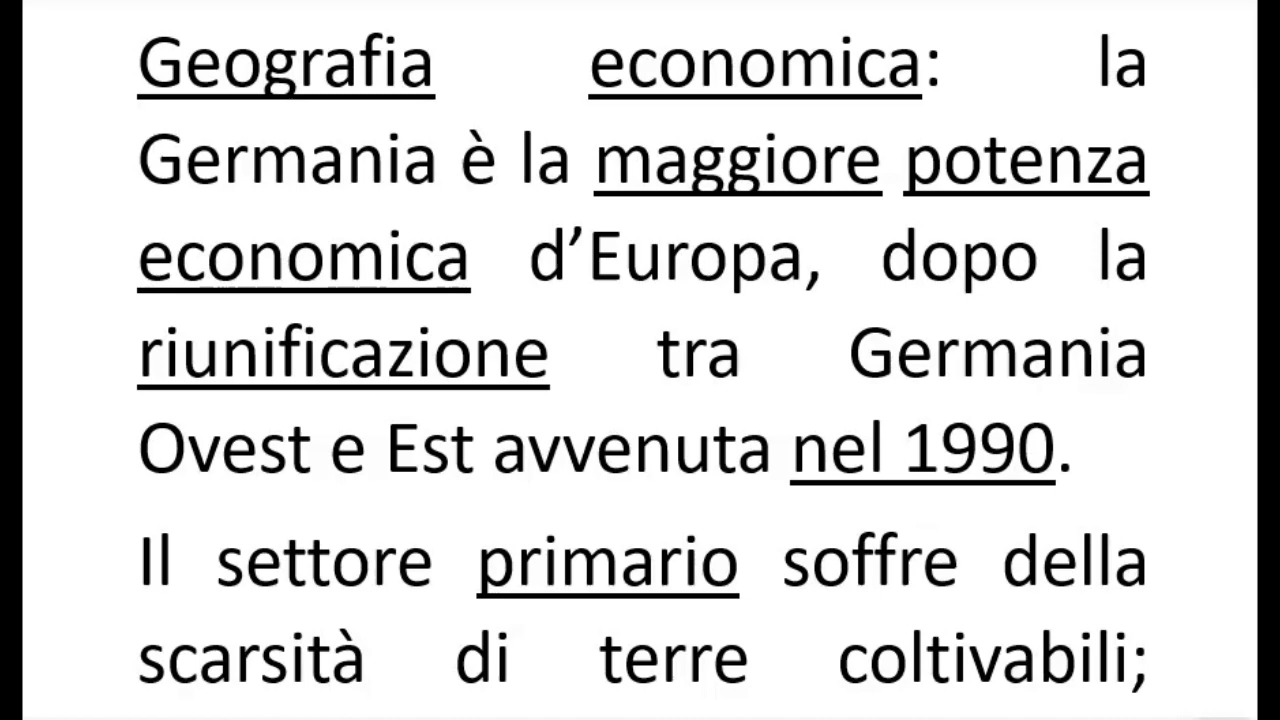 Geografia economica: la
Germania è la maggiore potenza
economica d’Europa, dopo la
riunificazione tra Germania
Ovest e Est avvenuta nel 1990.
Il settore primario soffre della
scarsità di terre coltivabili;